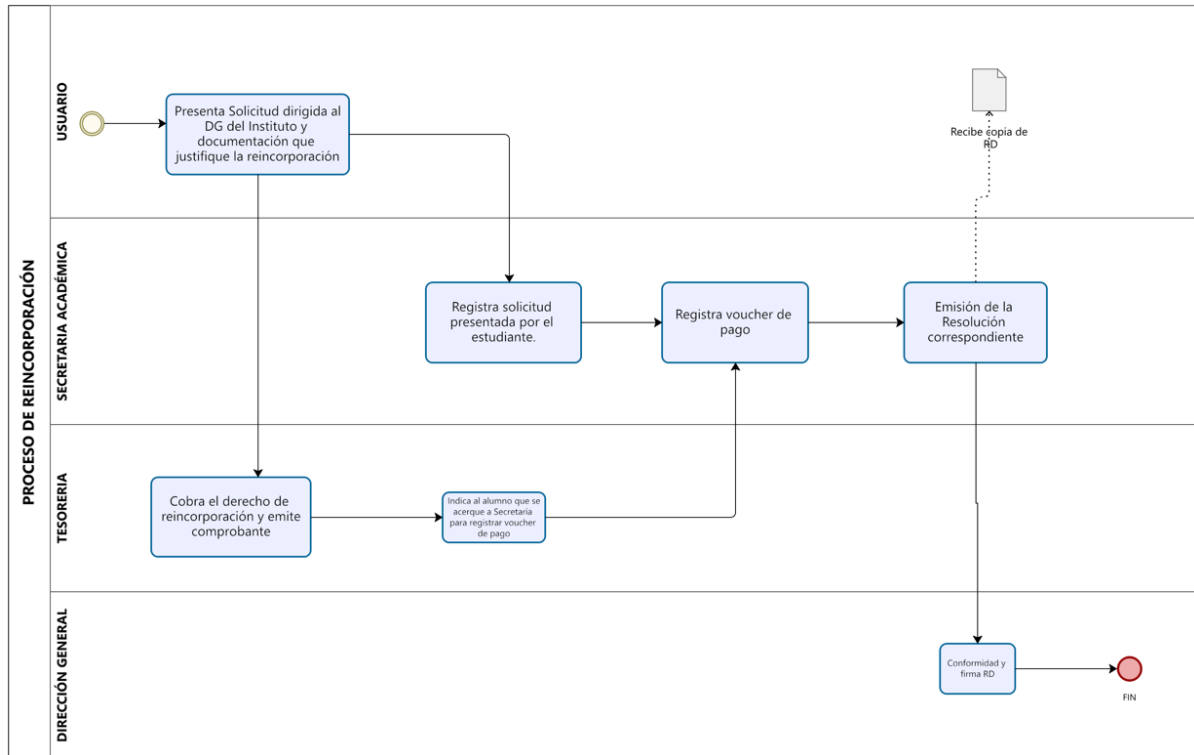 PROCESO DE REINCORPORACIÓN
USUARIO
Presenta Solicitud dirigida al
DG del Instituto y
documentación que
justifique la reincorporación
Recibe copia de
RD
SECRETARIA ACADÉMICA
Registra solicitud
presentada por el
estudiante.
Registra voucher de
pago
Emisión de la
Resolución
correspondiente
TESORERIA
Cobra el derecho de
reincorporación y emite
comprobante
Indica al alumno que se
acerque a Secretaría
para registrar voucher
de pago
DIRECCIÓN GENERAL
Conformidad y
firma RD
FIN